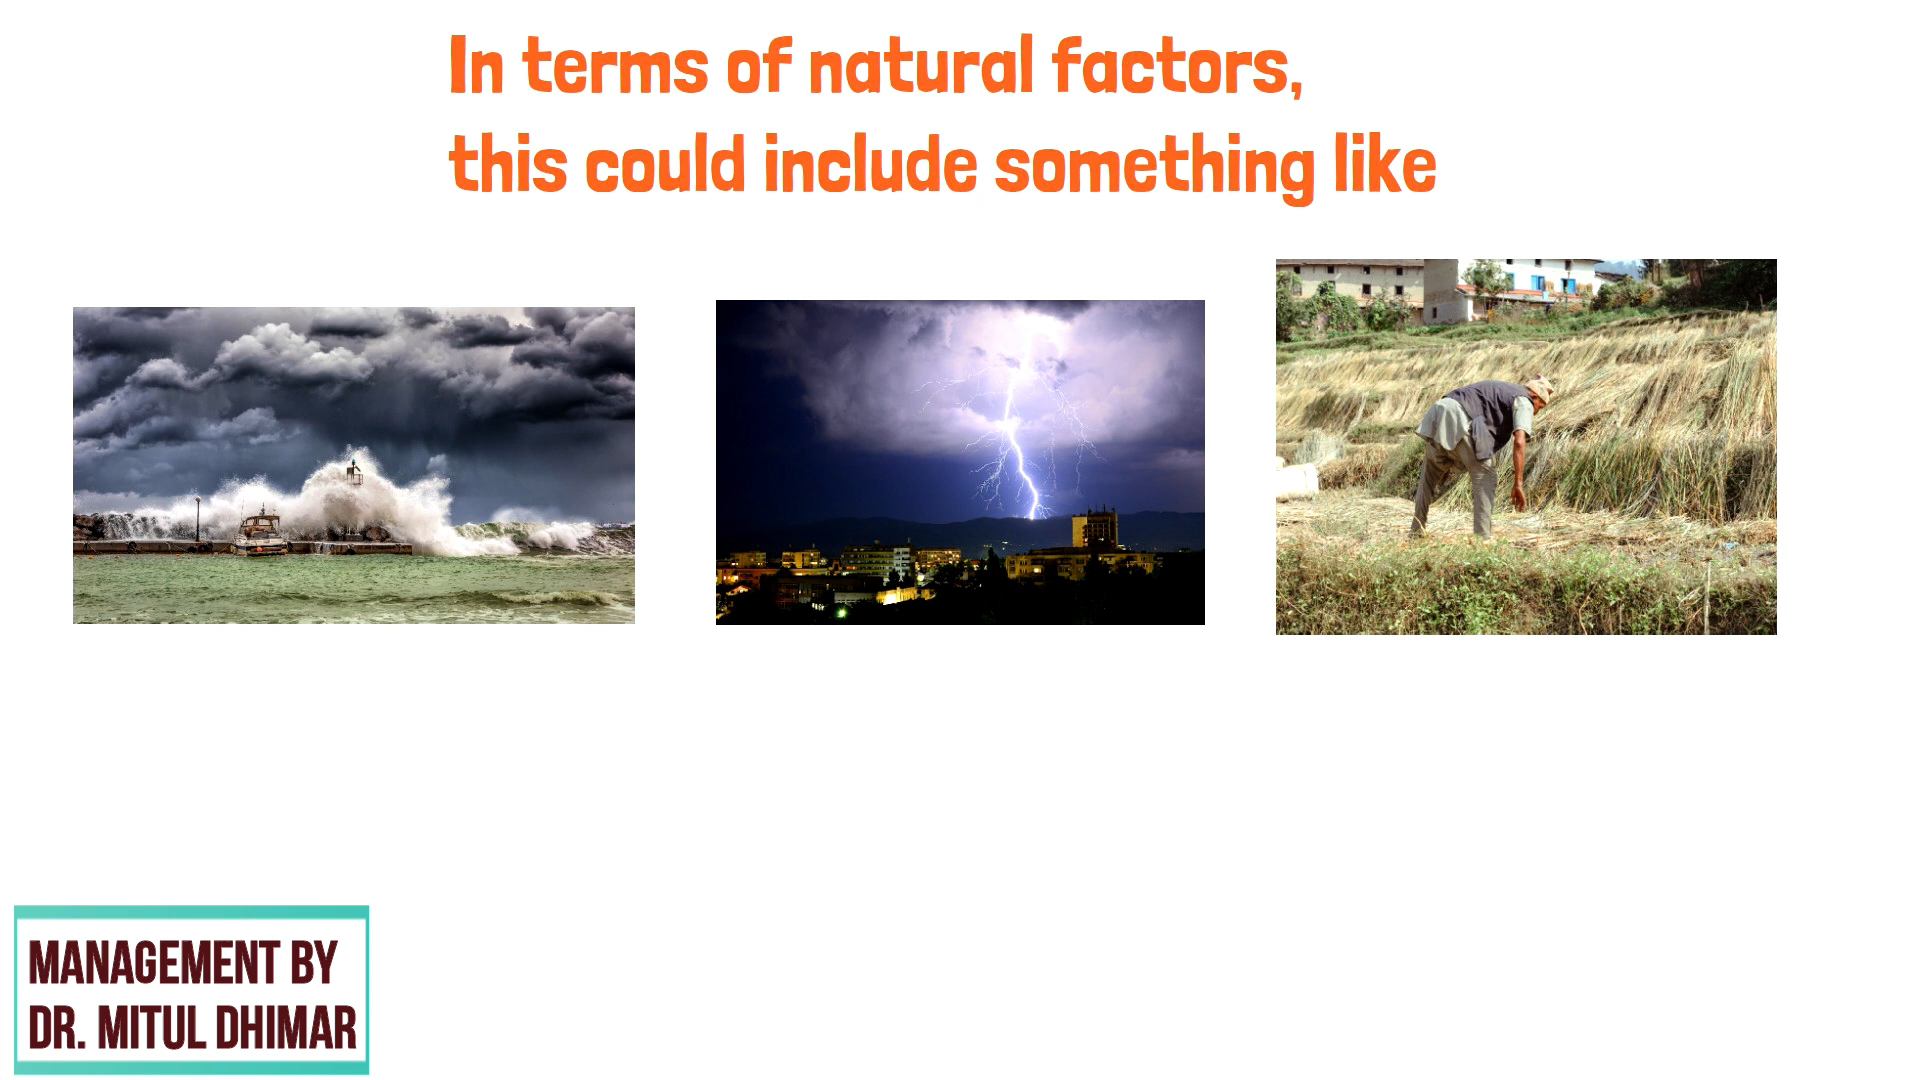 In terms of natural factors,
this could include something like
MANAGEMENT BY
DR. MITUL DHIMAR